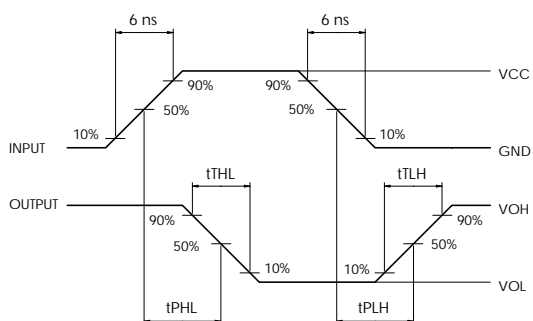 6 ns
6 ns
VCC
90%
90%
50%
50%
10%
10%
INPUT
GND
tTHL
tTLH
OUTPUT
VOH
90%
90%
50%
50%
10%
10%
VOL
tPHL
tPLH